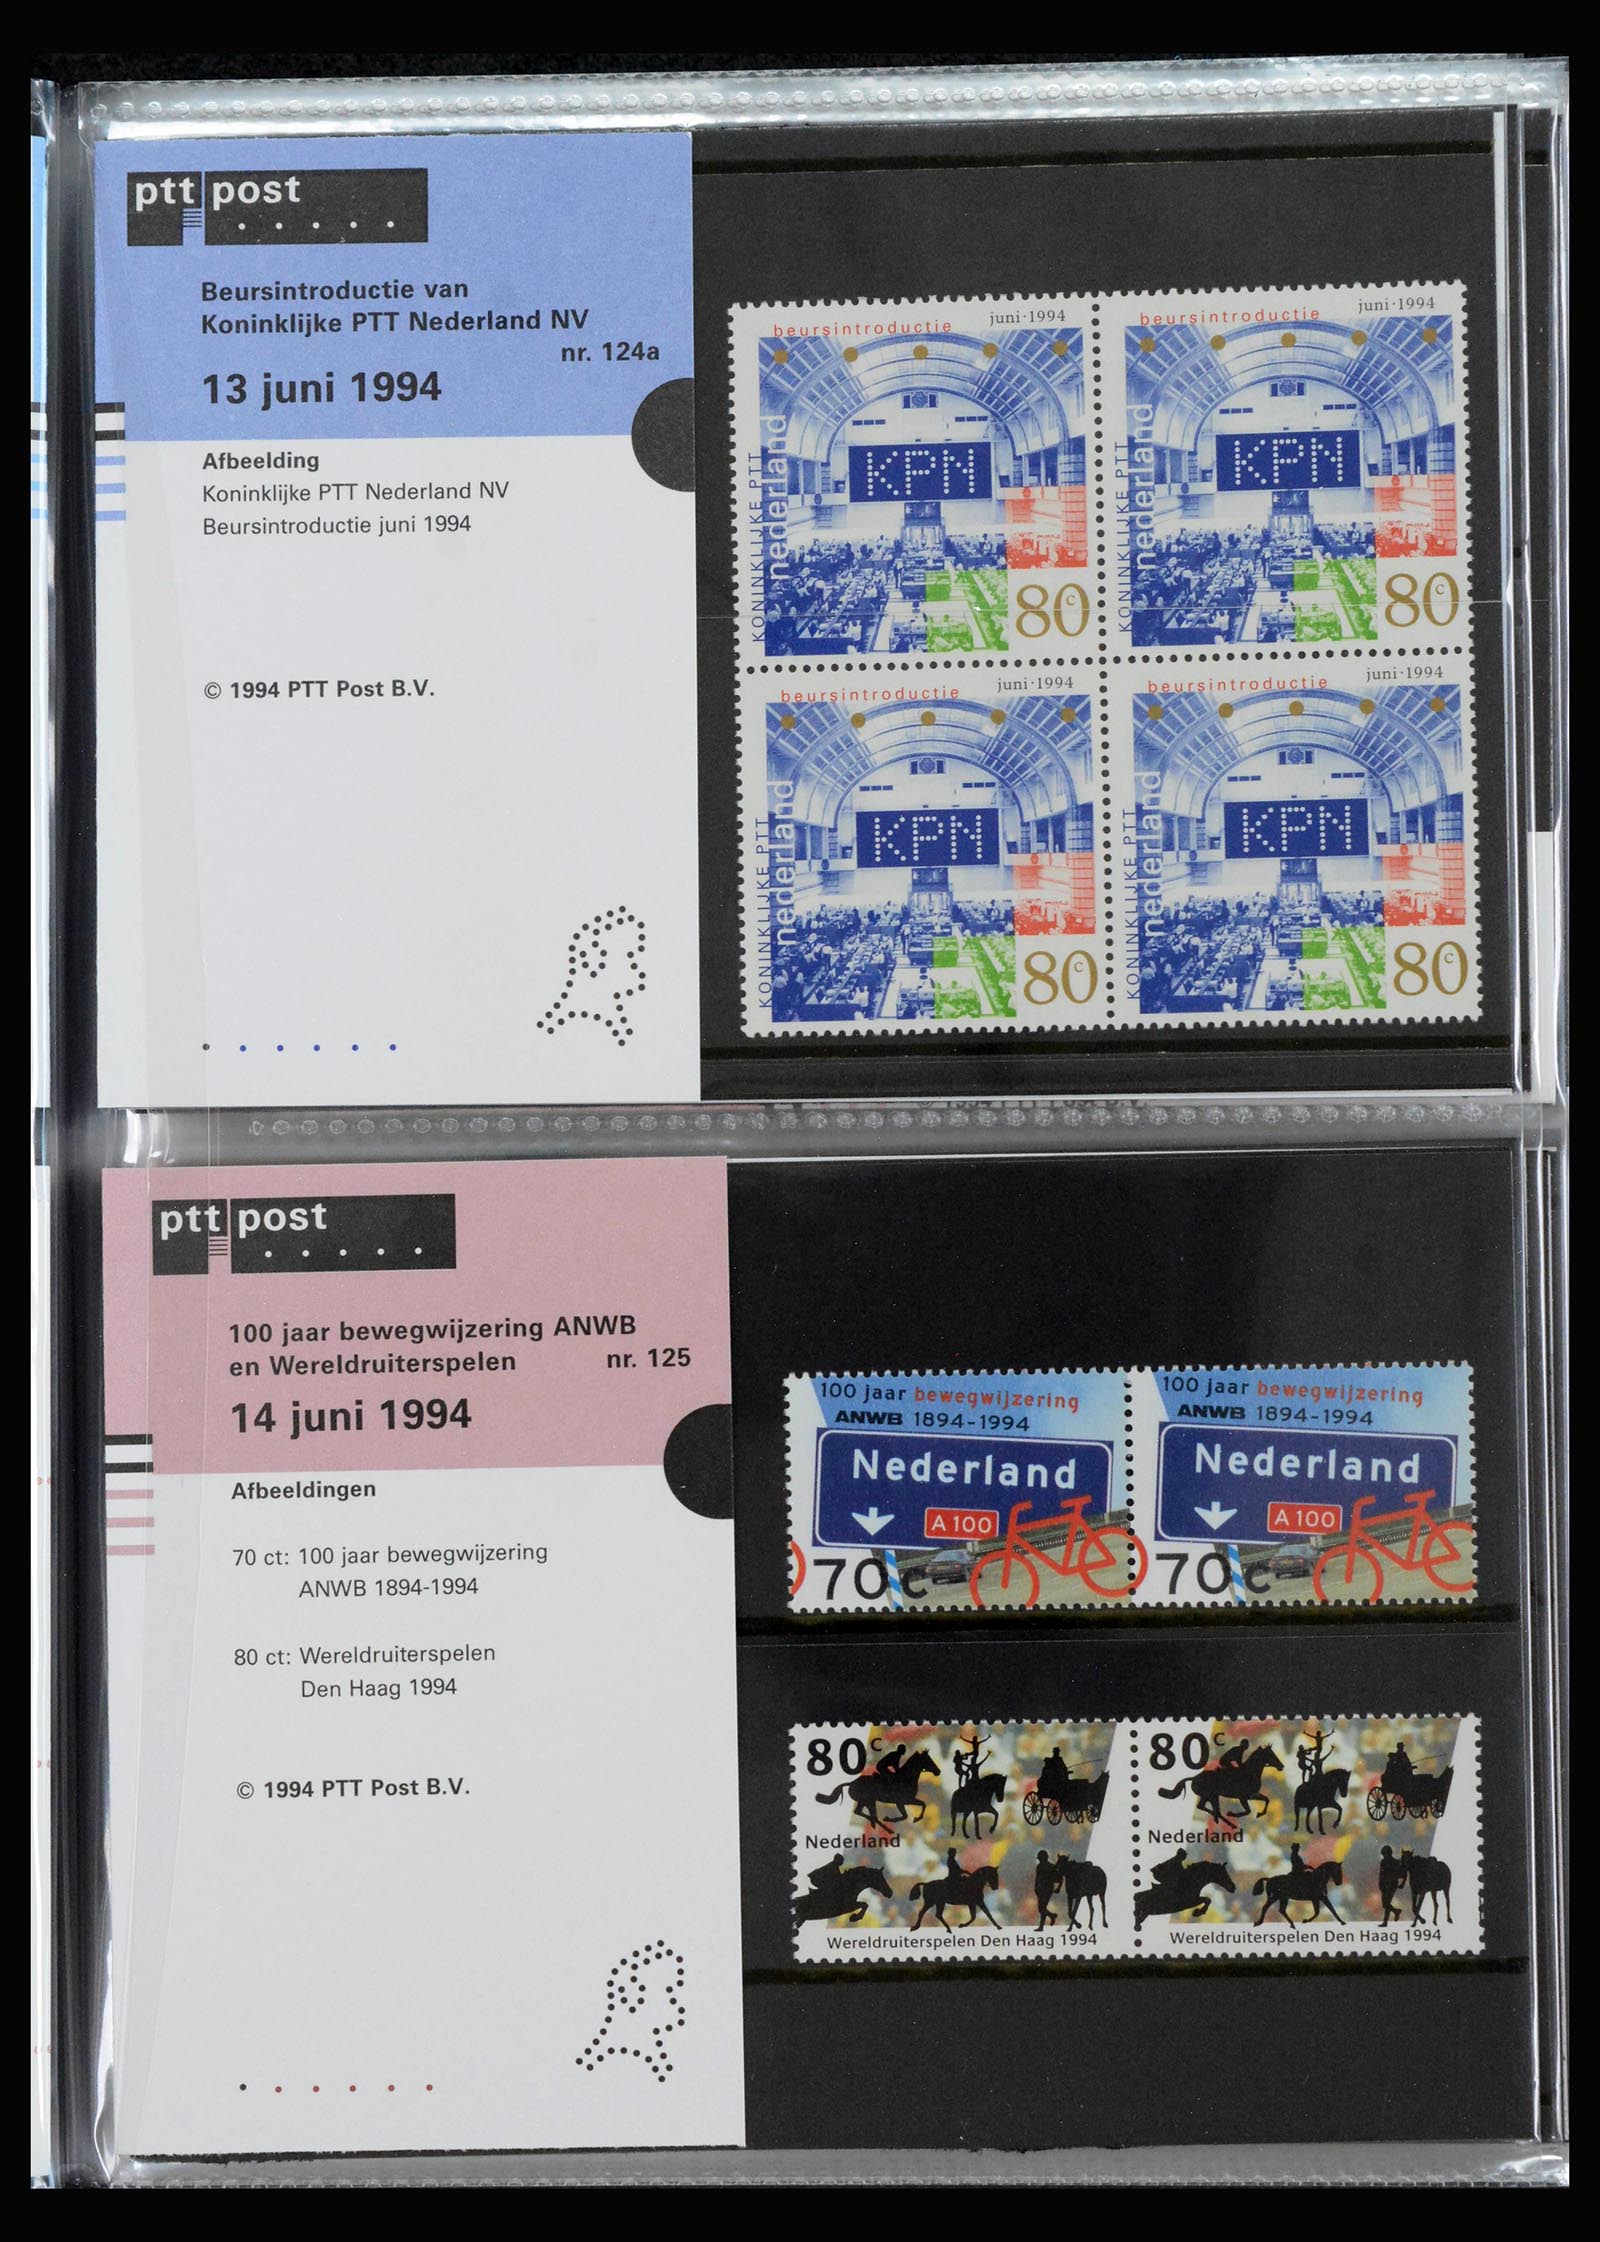 ptt post
Beursintroductie van
Koninklijke PTT Nederland NV
nr. 124a
13 juni 1994
Afbeelding
Koninklijke PTT Nederland NV
Beursintroductie juni 1994
© 1994 PTT Post B.V.
beursintroductie juni·1994
KONINKLIJKE PTT
nederland
KPN
80c
beursintroductie juni·1994
KONINKLIJKE PTT
nederland
KPN
80c
beursintroductie juni·1994
KONINKLIJKE PTT
nederland
KPN
80c
beursintroductie juni·1994
KONINKLIJKE PTT
nederland
KPN
80c
ptt post
100 jaar bewegwijzering ANWB
en Wereldruiterspelen nr. 125
14 juni 1994
Afbeeldingen
70 ct: 100 jaar bewegwijzering
ANWB 1894-1994
80 ct: Wereldruiterspelen
Den Haag 1994
© 1994 PTT Post B.V.
100 jaar bewegwijzering
ANWB 1894-1994
Nederland
A 100
70c
100 jaar bewegwijzering
ANWB 1894-1994
Nederland
A 100
70c
80c
Nederland
Wereldruiterspelen Den Haag 1994
80c
Nederland
Wereldruiterspelen Den Haag 1994